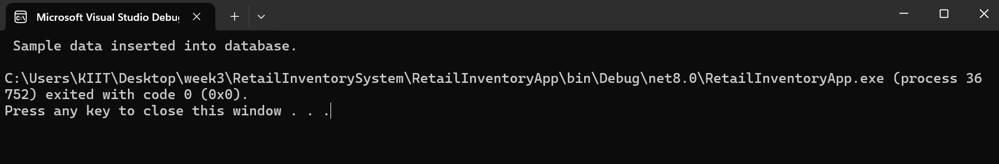 Microsoft Visual Studio Debu
Sample data inserted into database.
C:\Users\KIIT\Desktop\week3\RetailInventorySystem\RetailInventoryApp\bin\Debug\net8.0\RetailInventoryApp.exe (process 36
752) exited with code 0 (0x0).
Press any key to close this window . . .